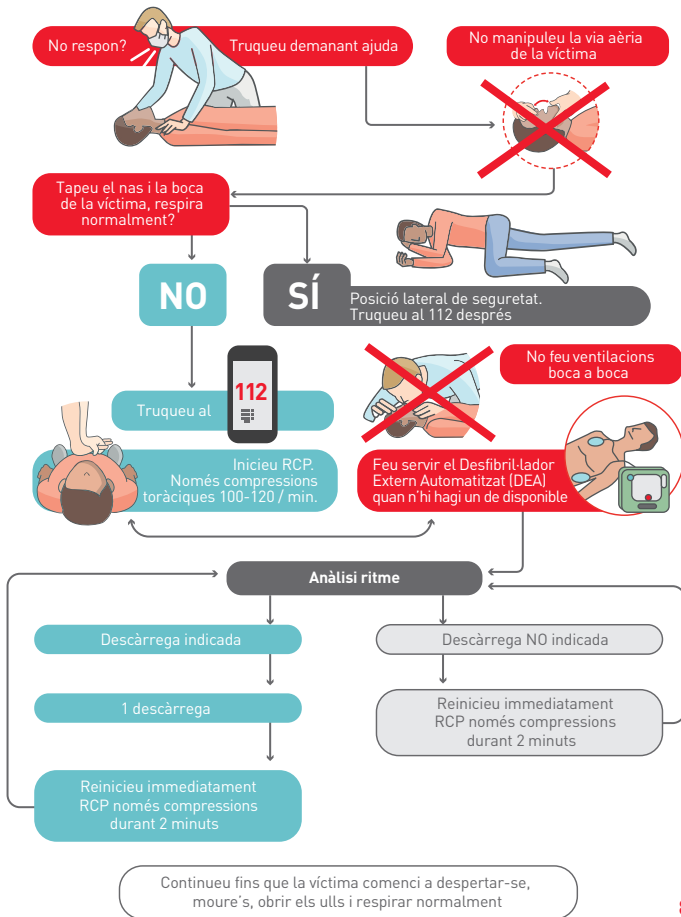 No respon?
Truqueu demanant ajuda
No manipuleu la via aèria
de la víctima
Tapeu el nas i la boca
de la víctima, respira
normalment?
NO
SÍ
Posició lateral de seguretat.
Truqueu al 112 després
Truqueu al
112
No feu ventilacions
boca a boca
Inicieu RCP.
Només compressions
toràciques 100-120 / min.
Feu servir el Desfibril·lador
Extern Automatitzat (DEA)
quan n’hi hagi un de disponible
Anàlisi ritme
Descàrrega indicada
Descàrrega NO indicada
1 descàrrega
Reinicieu immediatament
RCP només compressions
durant 2 minuts
Reinicieu immediatament
RCP només compressions
durant 2 minuts
Continueu fins que la víctima comenci a despertar-se,
moure’s, obrir els ulls i respirar normalment